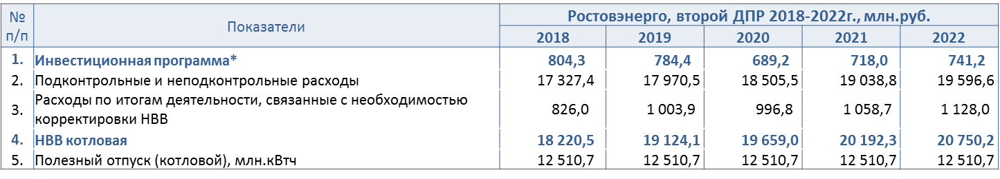 № п/п Показатели Ростовэнерго, второй ДПР 2018-2022г., млн.руб.
2018 2019 2020 2021 2022
1. Инвестиционная программа* 804,3 784,4 689,2 718,0 741,2
2. Подконтрольные и неподконтрольные расходы 17 327,4 17 970,5 18 505,5 19 038,8 19 596,6
3. Расходы по итогам деятельности, связанные с необходимостью
корректировки НВВ 826,0 1 003,9 996,8 1 058,7 1 128,0
4. НВВ котловая 18 220,5 19 124,1 19 659,0 20 192,3 20 750,2
5. Полезный отпуск (котловой), млн.кВтч 12 510,7 12 510,7 12 510,7 12 510,7 12 510,7